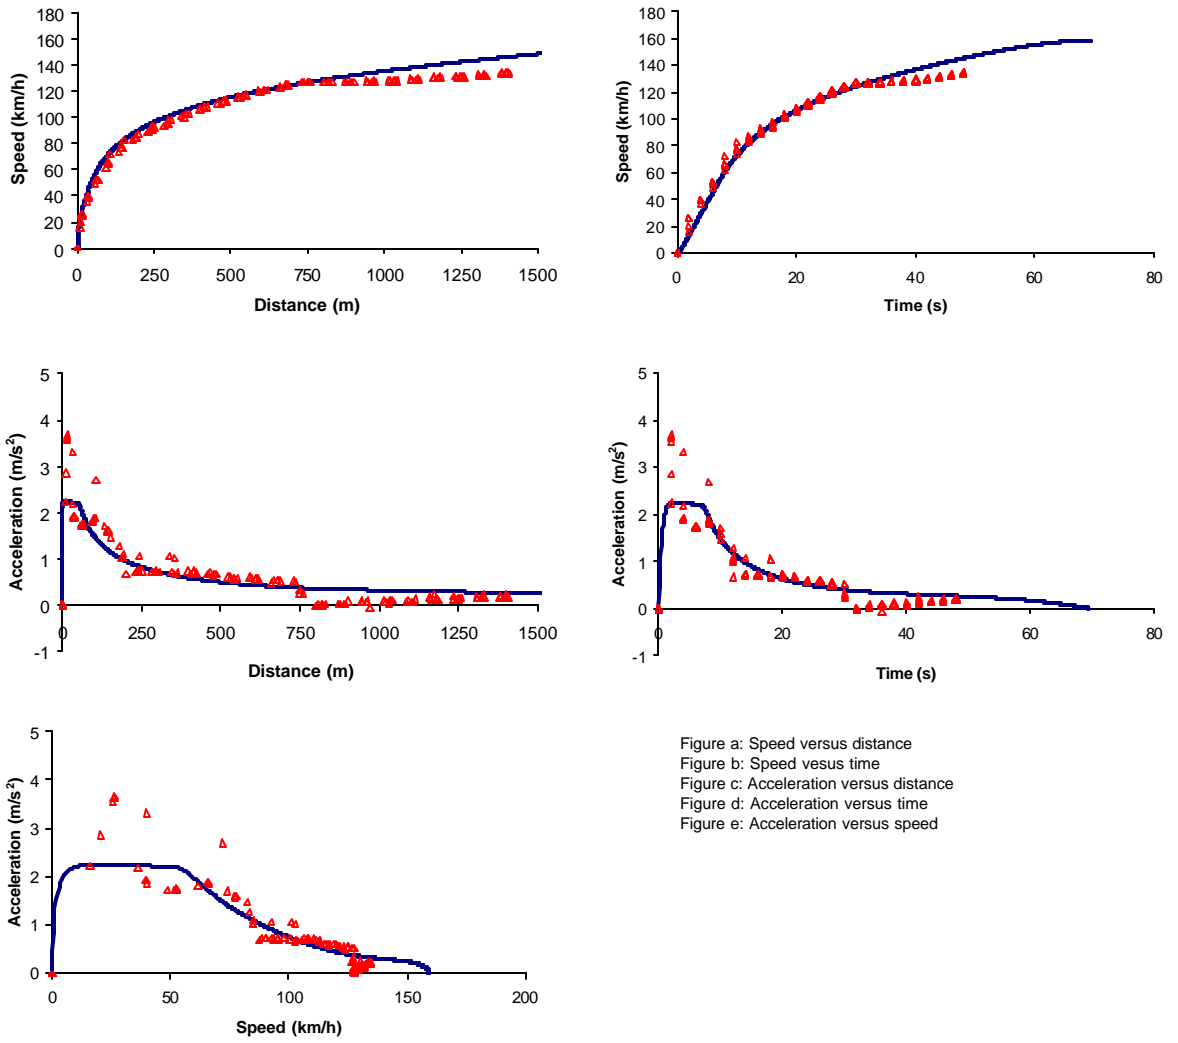 180
160
140
120
100
80
60
40
20
0
Speed (km/h)
0 250 500 750 1000 1250 1500
Distance (m)
180
160
140
120
100
80
60
40
20
0
Speed (km/h)
0 20 40 60 80
Time (s)
5
4
3
2
1
0
-1
Acceleration (m/s²)
0 250 500 750 1000 1250 1500
Distance (m)
5
4
3
2
1
0
-1
Acceleration (m/s²)
0 20 40 60 80
Time (s)
5
4
3
2
1
0
Acceleration (m/s²)
0 50 100 150 200
Speed (km/h)
Figure a: Speed versus distance
Figure b: Speed vesus time
Figure c: Acceleration versus distance
Figure d: Acceleration versus time
Figure e: Acceleration versus speed